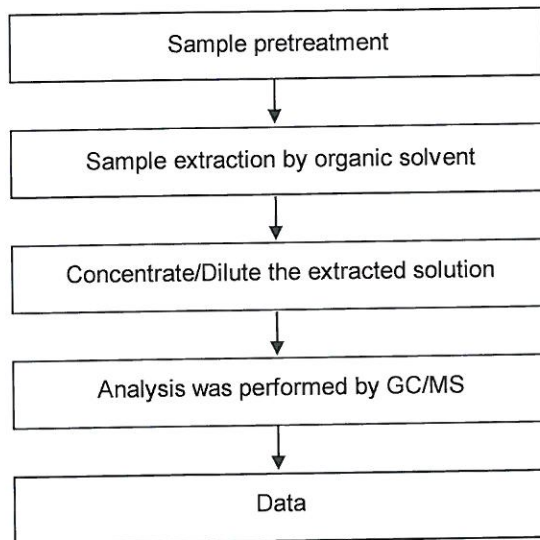 Sample pretreatment
Sample extraction by organic solvent
Concentrate/Dilute the extracted solution
Analysis was performed by GC/MS
Data